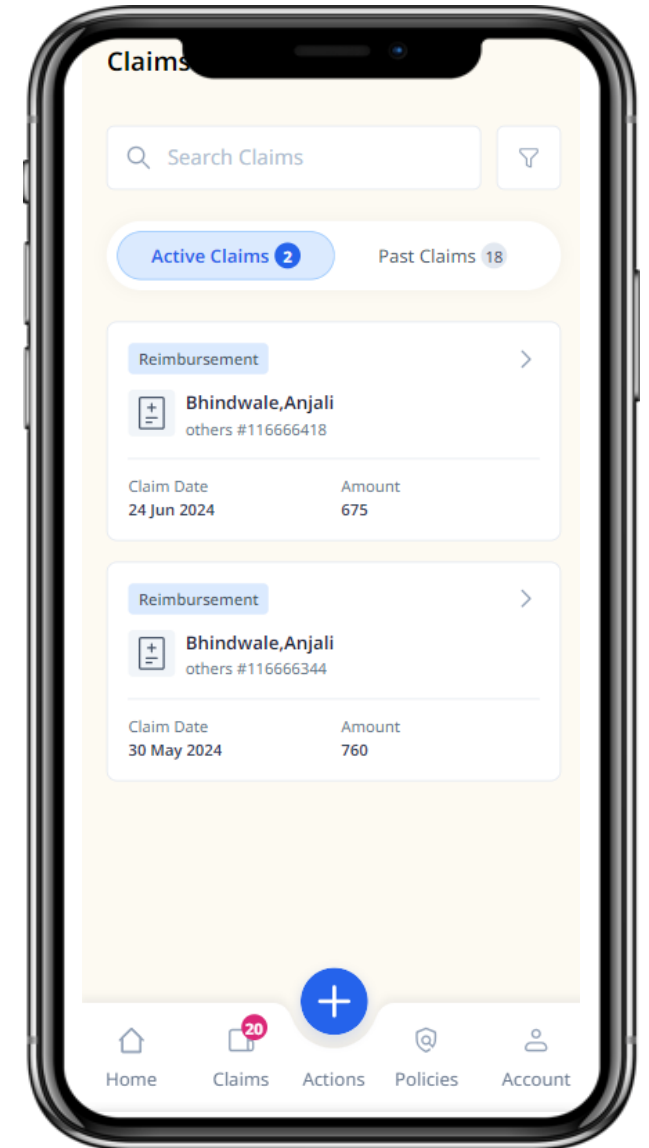 Claims
Search Claims
Active Claims 2 Past Claims 18
Reimbursement
Bhindwale,Anjali
others #116666418
Claim Date Amount
24 Jun 2024 675
Reimbursement
Bhindwale,Anjali
others #116666344
Claim Date Amount
30 May 2024 760
20
Home Claims Actions Policies Account